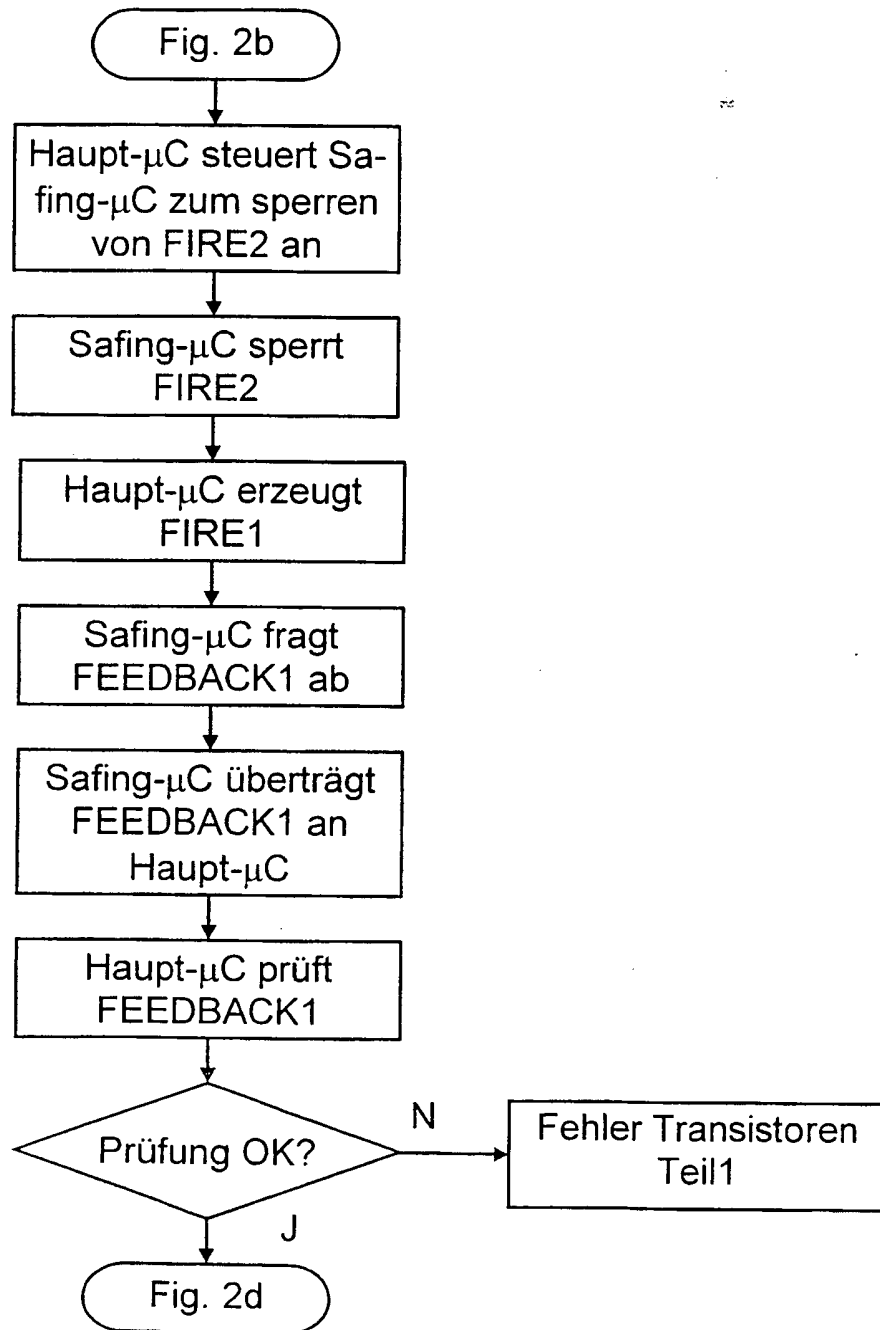 Fig. 2b
Haupt-μC steuert Sa-
fing-μC zum sperren
von FIRE2 an
Safing-μC sperrt
FIRE2
Haupt-μC erzeugt
FIRE1
Safing-μC fragt
FEEDBACK1 ab
Safing-μC überträgt
FEEDBACK1 an
Haupt-μC
Haupt-μC prüft
FEEDBACK1
Prüfung OK?
N
Fehler Transistoren
Teil1
J
Fig. 2d